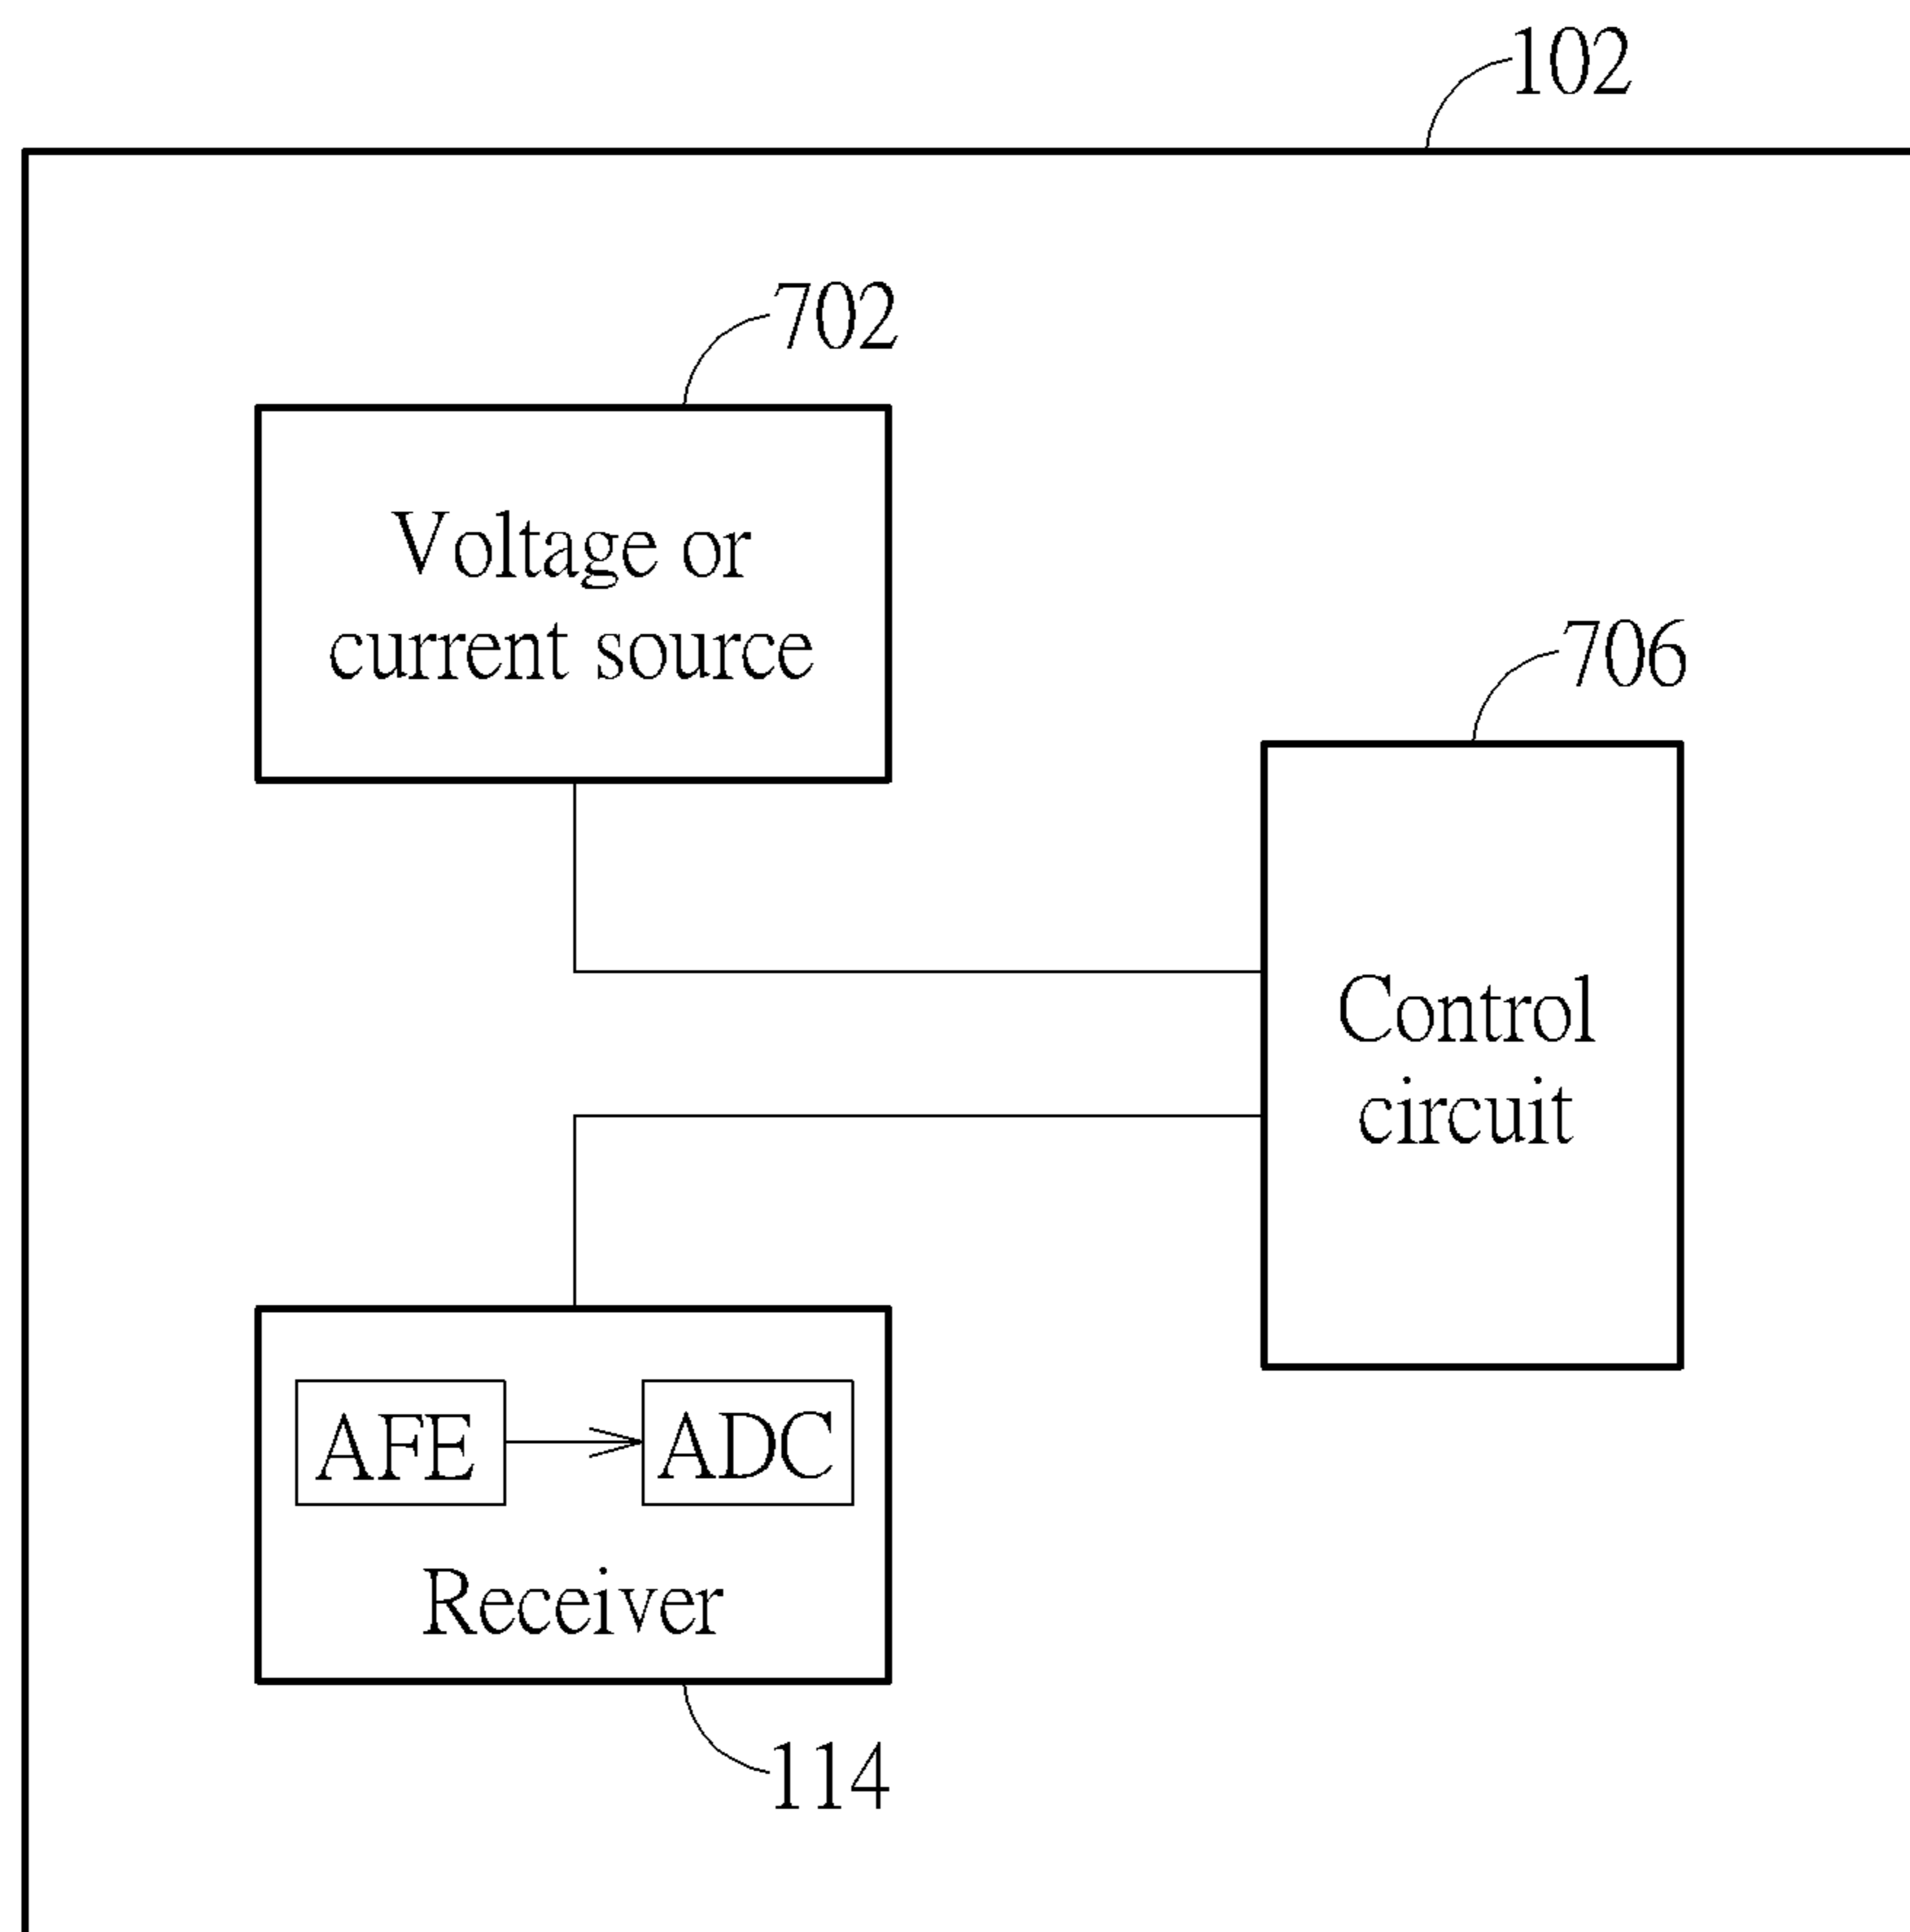 102
702
Voltage or
current source
706
Control
circuit
AFE
ADC
Receiver
114